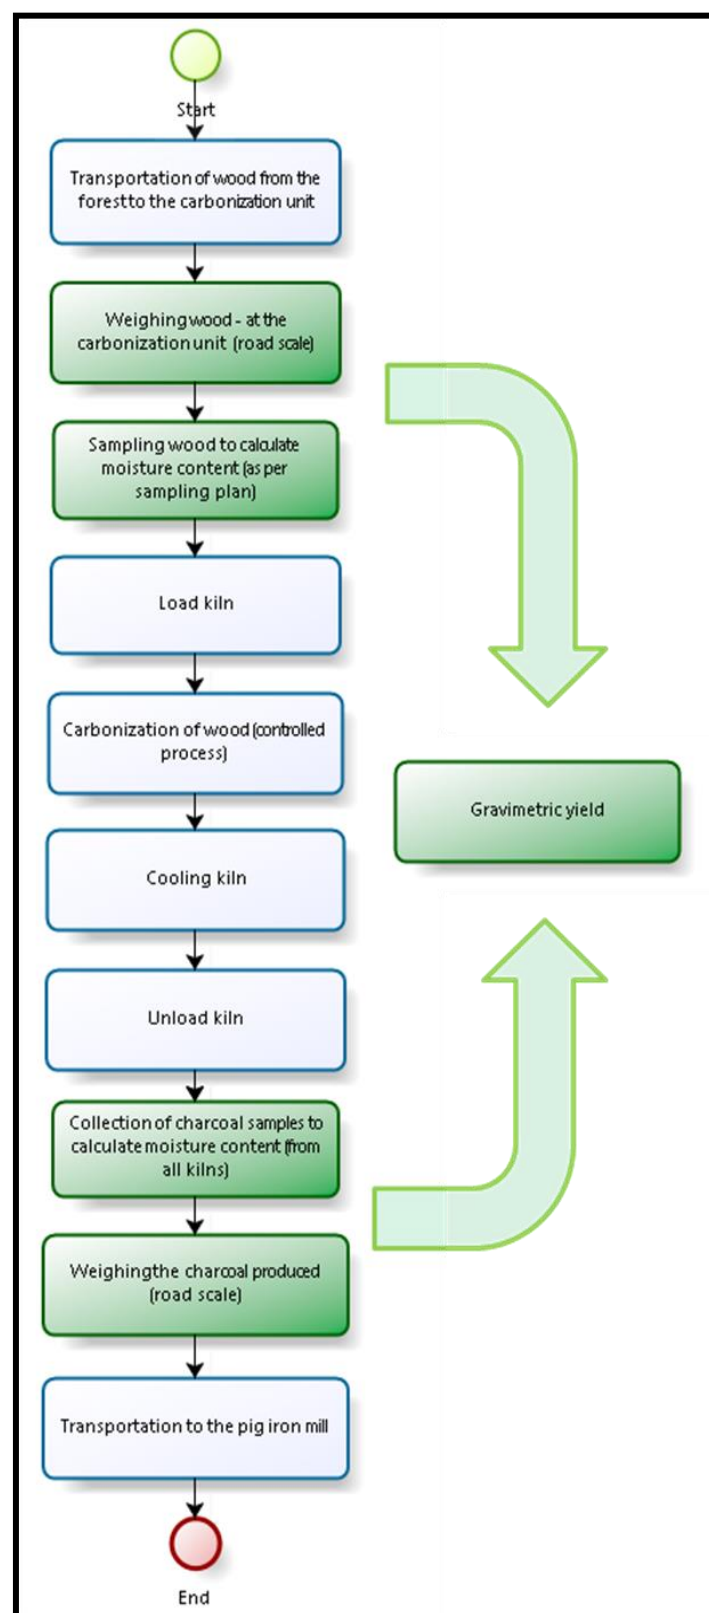 Start
Transportation of wood from the
forest to the carbonization unit
Weighing wood - at the
carbonization unit (road scale)
Sampling wood to calculate
moisture content (as per
sampling plan)
Load kiln
Carbonization of wood (controlled
process)
Cooling kiln
Unload kiln
Collection of charcoal samples to
calculate moisture content (from
all kilns)
Weighing the charcoal produced
(road scale)
Transportation to the pig iron mill
End
Gravimetric yield